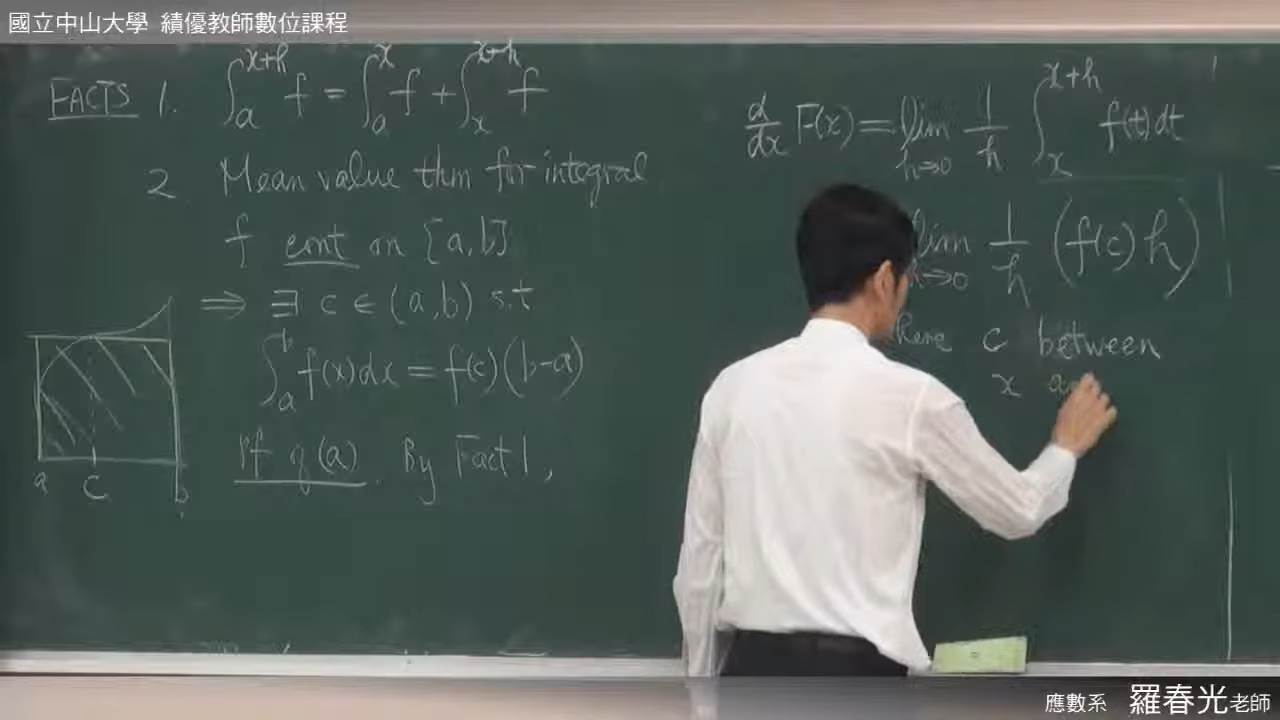 國立中山大學 績優教師數位課程
FACTS 1. ∫_a^{x+h} f = ∫_a^x f + ∫_x^{x+h} f
2. Mean value thm for integral
f cont on [a,b]
⇒ ∃ c ∈ (a,b) s.t
∫_a^b f(x)dx = f(c)(b-a)
a c b
Pf of (a). By Fact 1,
d/dx F(x) = lim_{h→0} 1/h ∫_x^{x+h} f(t)dt
lim_{h→0} 1/h (f(c)h)
here c between
x a
應數系 羅春光老師